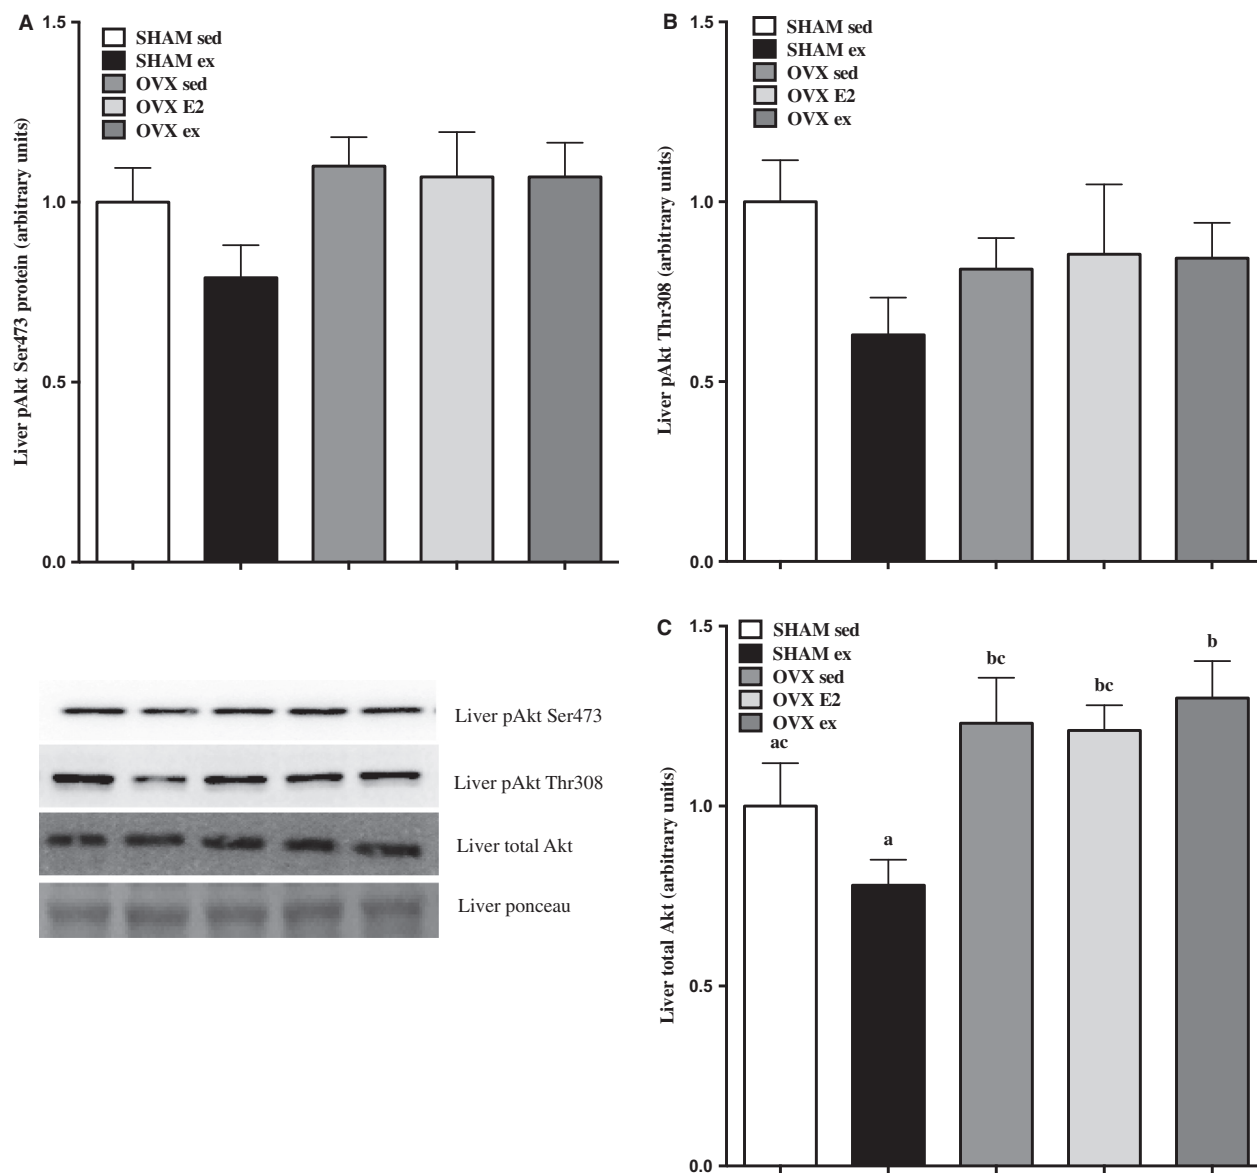 A
Liver pAkt Ser473 protein (arbitrary units)
1.5
1.0
0.5
0.0
SHAM sed
SHAM ex
OVX sed
OVX E2
OVX ex
B
Liver pAkt Thr308 (arbitrary units)
1.5
1.0
0.5
0.0
SHAM sed
SHAM ex
OVX sed
OVX E2
OVX ex
Liver pAkt Ser473
Liver pAkt Thr308
Liver total Akt
Liver ponceau
C
Liver total Akt (arbitrary units)
1.5
1.0
0.5
0.0
SHAM sed
SHAM ex
OVX sed
OVX E2
OVX ex
ac
a
bc
bc
b